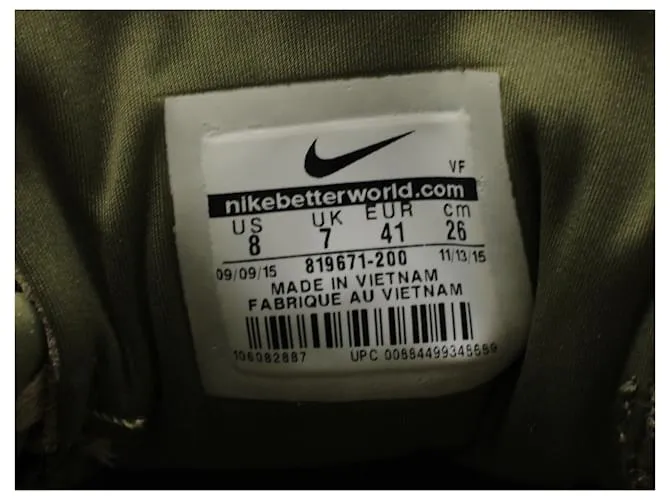 VF
nikebetterworld.com
US UK EUR cm
8 7 41 26
09/09/15 819671-200 11/13/15
MADE IN VIETNAM
FABRIQUE AU VIETNAM
106082887 UPC